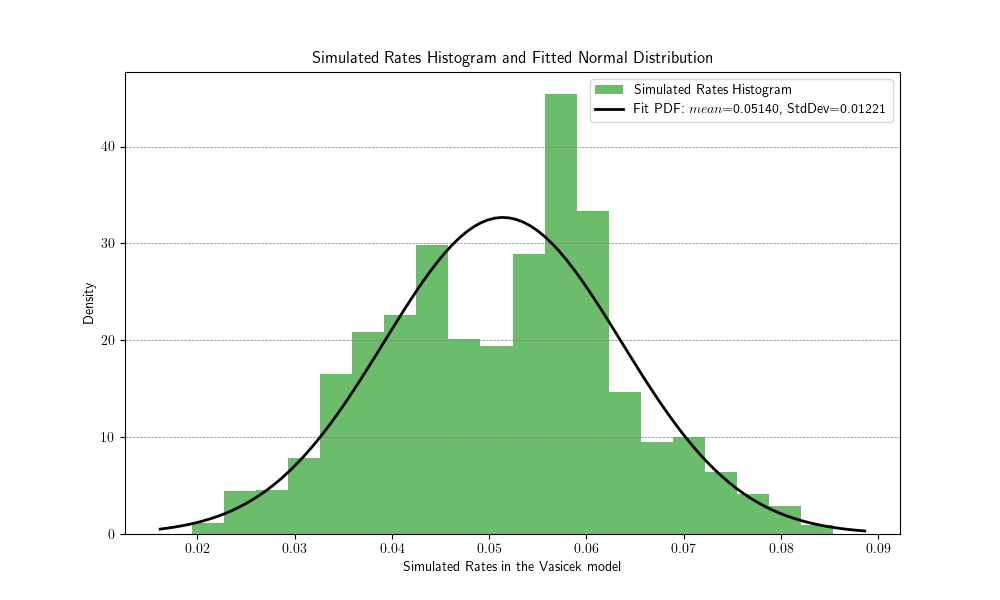 Simulated Rates Histogram and Fitted Normal Distribution
Simulated Rates Histogram
Fit PDF: mean=0.05140, StdDev=0.01221
Density
40
30
20
10
0
0.02 0.03 0.04 0.05 0.06 0.07 0.08 0.09
Simulated Rates in the Vasicek model